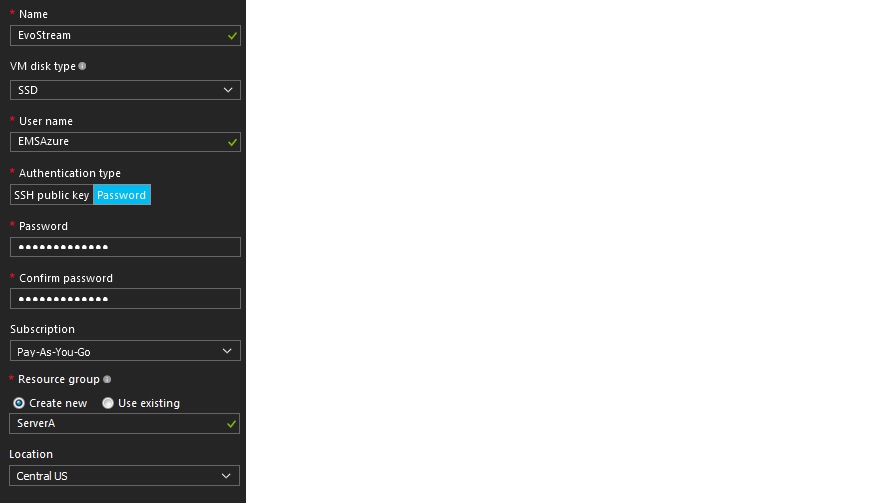 * Name
EvoStream
VM disk type
SSD
* User name
EMSAzure
* Authentication type
SSH public key Password
* Password
•••••••••••••
* Confirm password
•••••••••••••
Subscription
Pay-As-You-Go
* Resource group
Create new Use existing
ServerA
Location
Central US